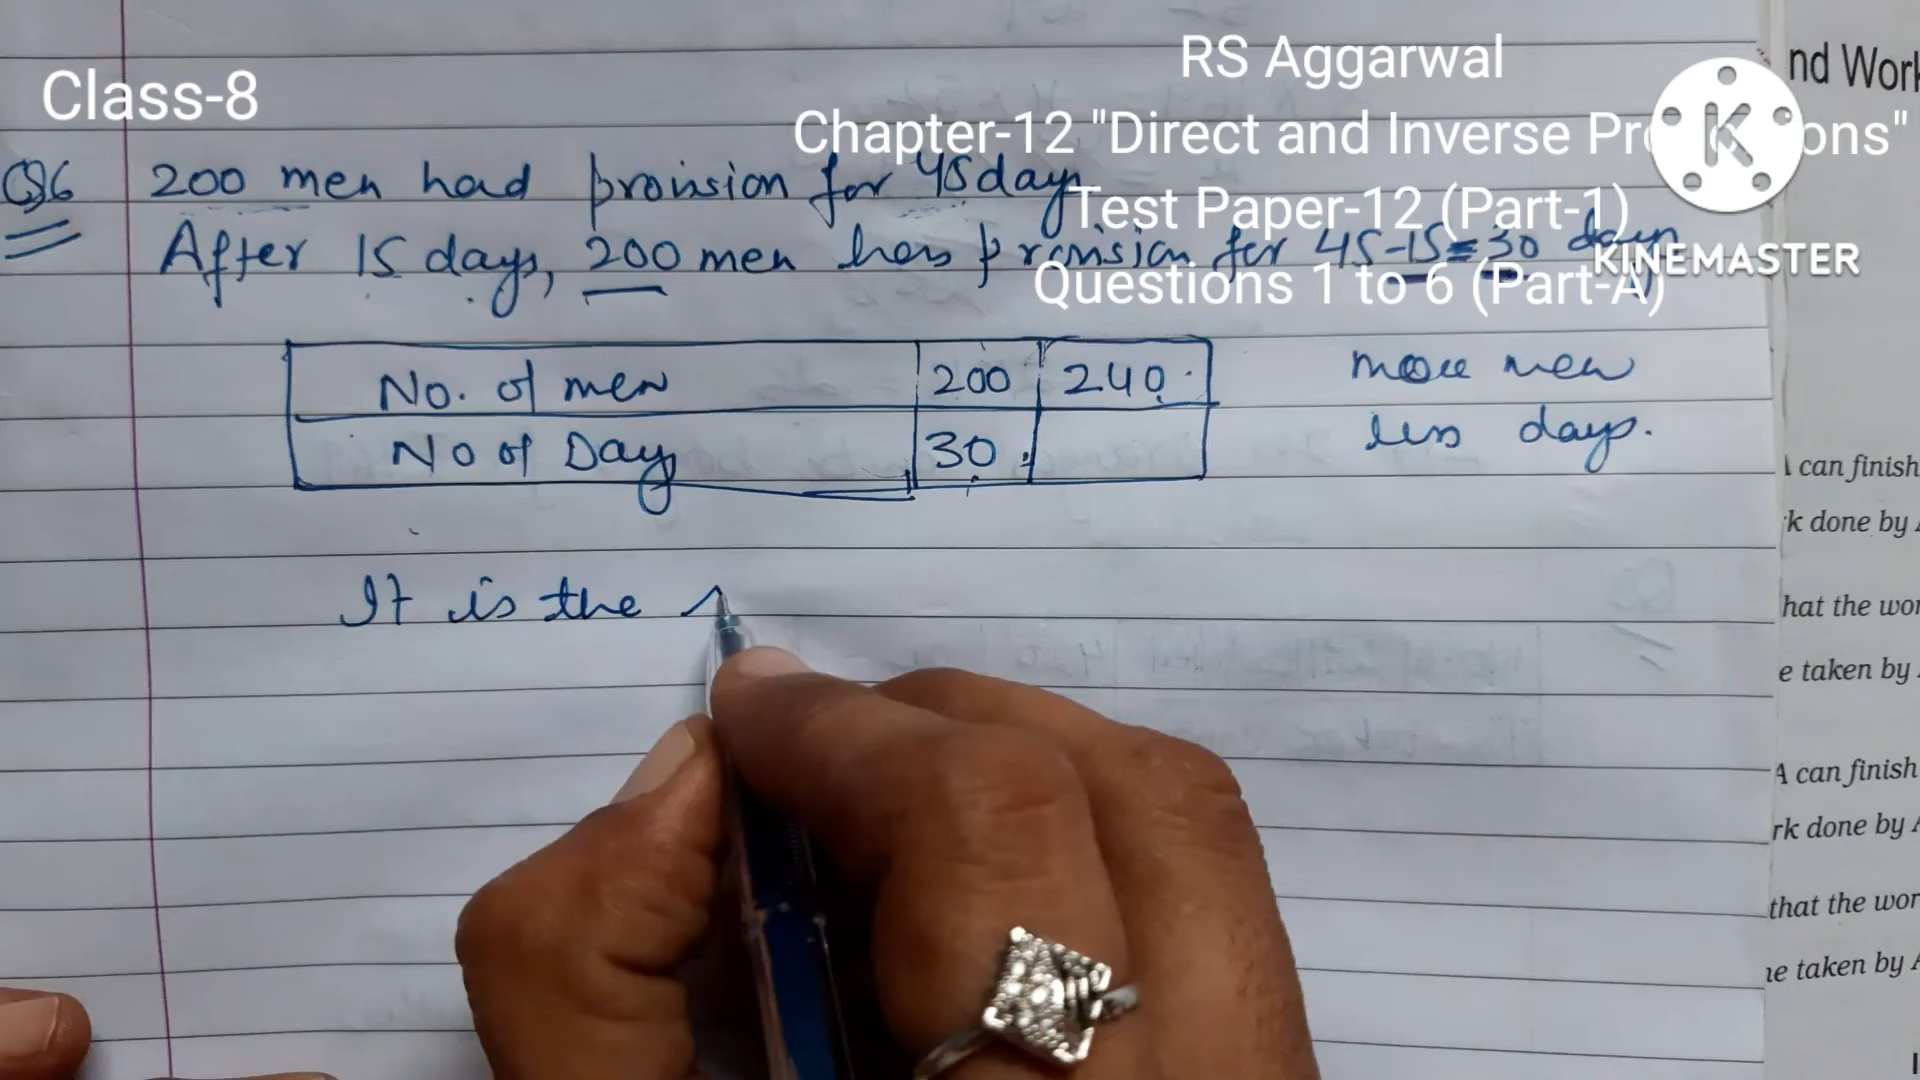 Class-8
RS Aggarwal
Chapter-12 "Direct and Inverse Pr ons"
Test Paper-12 (Part-1)
Questions 1 to 6 (Part-A)
KINEMASTER
Q6 200 men had provision for 45 days
After 15 days, 200 men has provision for 45-15=30 days
No. of men 200 240
No of Day 30
more men
less days.
It is the
nd Work
can finish
k done by A
hat the wor
e taken by A
A can finish
rk done by A
that the wor
e taken by A